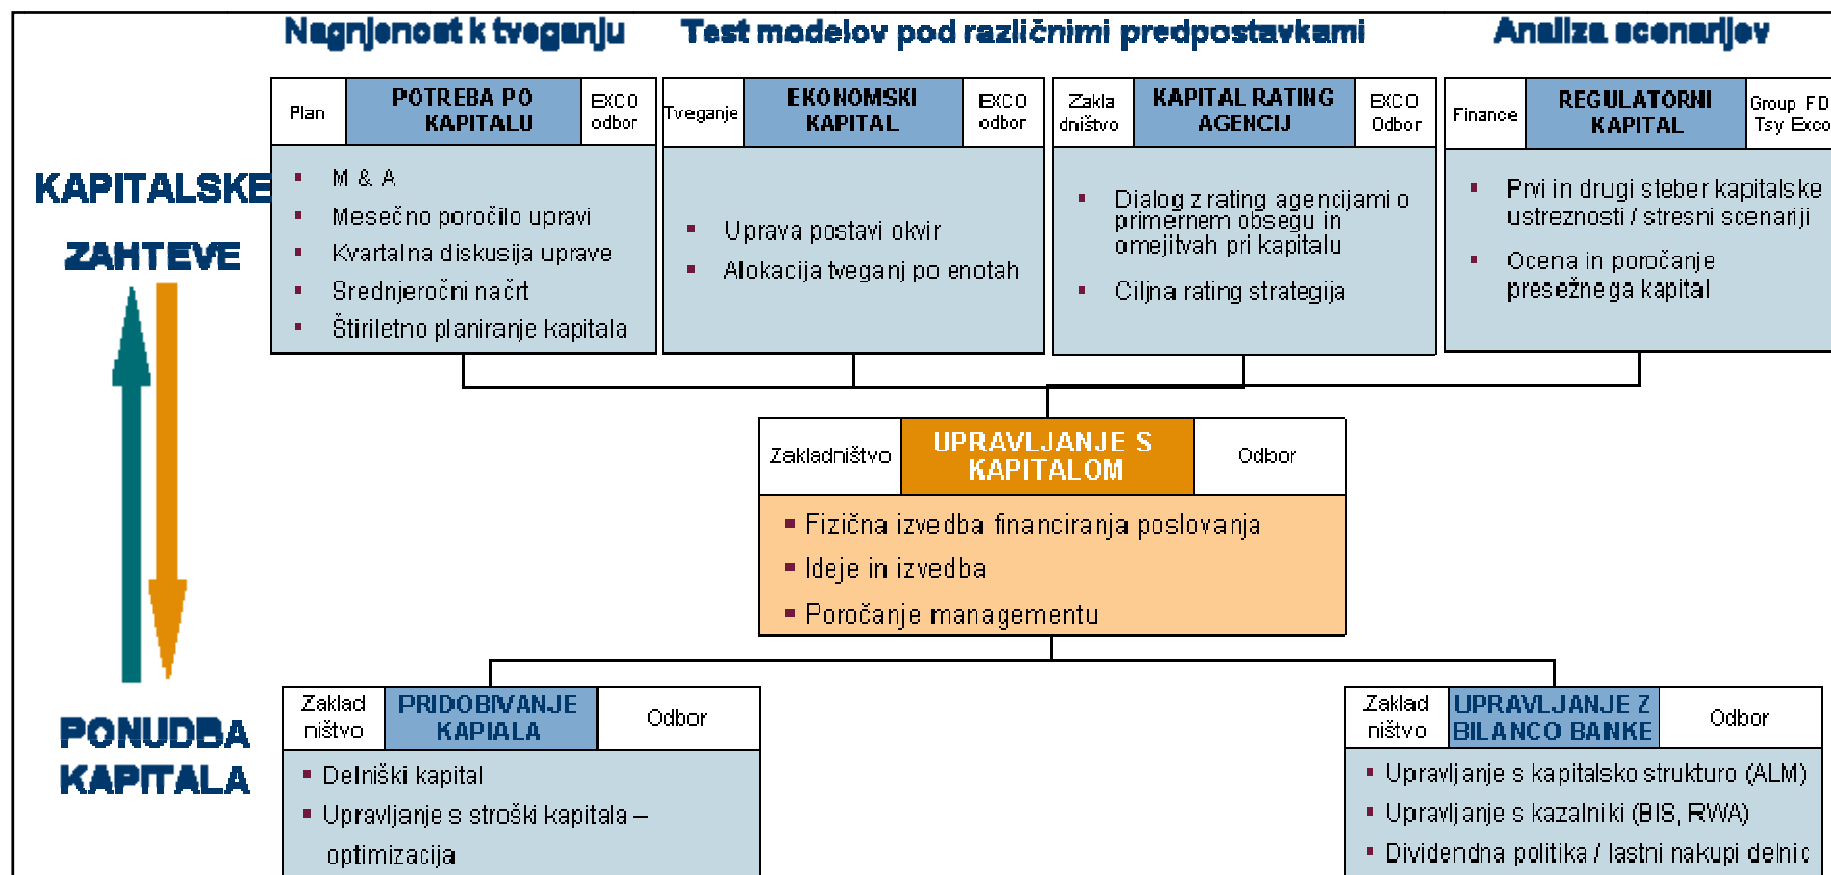 Nagnjenost k tveganju
Test modelov pod različnimi predpostavkami
Analiza scenarijev
KAPITALSKE
ZAHTEVE
Plan
POTREBA PO
KAPITALU
EXCO
odbor
M & A
Mesečno poročilo upravi
Kvartalna diskusija uprave
Srednjeročni načrt
Štiriletno planiranje kapitala
Tveganje
EKONOMSKI
KAPITAL
EXCO
odbor
Uprava postavi okvir
Alokacija tveganj po enotah
Zakla
dništvo
KAPITAL RATING
AGENCIJ
EXCO
Odbor
Dialog z rating agencijami o
primernem obsegu in
omejitvah pri kapitalu
Ciljna rating strategija
Finance
REGULATORNI
KAPITAL
Group FD
Tsy Exco
Prvi in drugi steber kapitalske
ustreznosti / stresni scenariji
Ocena in poročanje
presežnega kapital
Zakladništvo
UPRAVLJANJE S
KAPITALOM
Odbor
Fizična izvedba financiranja poslovanja
Ideje in izvedba
Poročanje managementu
PONUDBA
KAPITALA
Zaklad
ništvo
PRIDOBIVANJE
KAPIALA
Odbor
Delniški kapital
Upravljanje s stroški kapitala –
optimizacija
Zaklad
ništvo
UPRAVLJANJE Z
BILANCO BANKE
Odbor
Upravljanje s kapitalsko strukturo (ALM)
Upravljanje s kazalniki (BIS, RWA)
Dividendna politika / lastni nakupi delnic